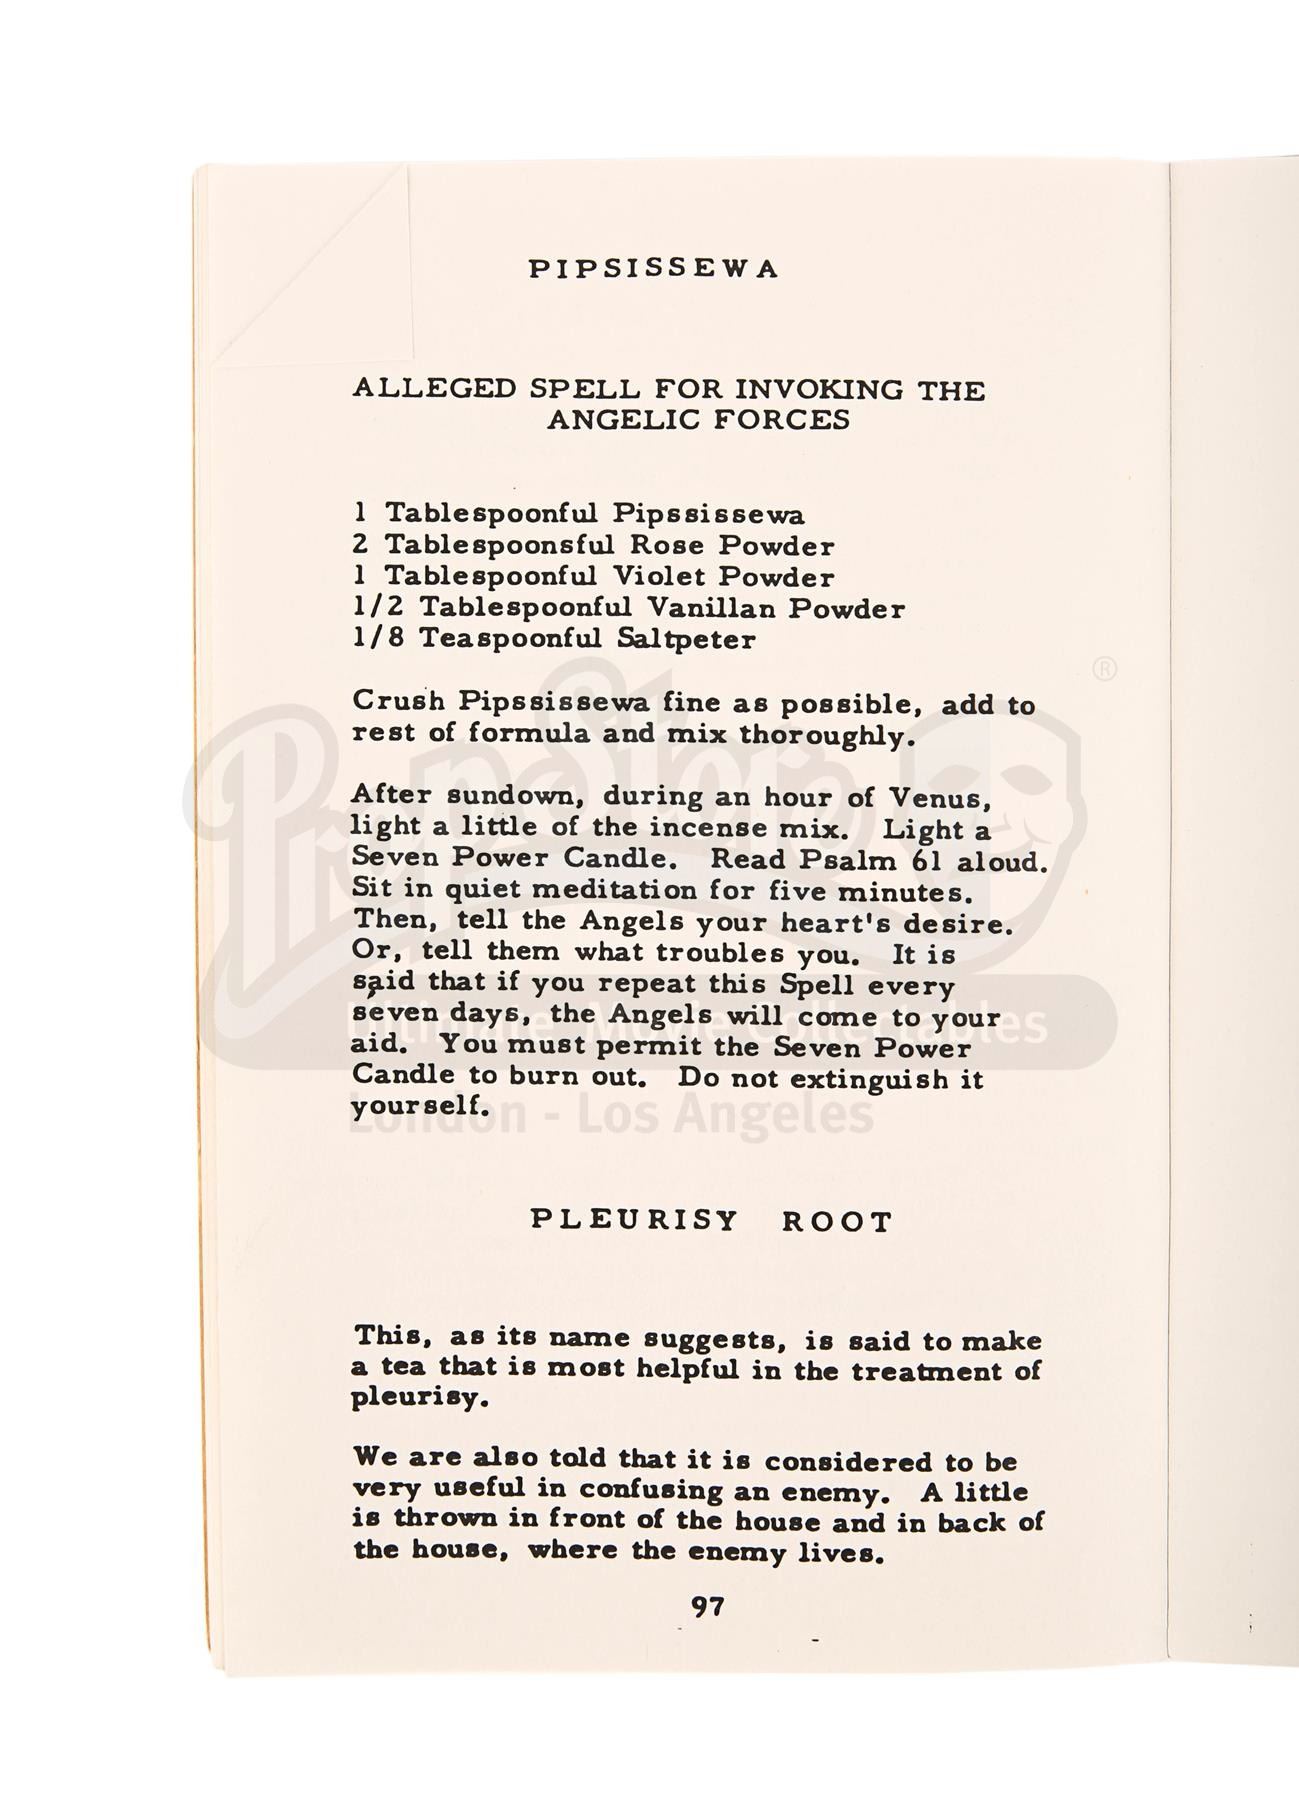 PIPSISSEWA
ALLEGED SPELL FOR INVOKING THE
ANGELIC FORCES
1 Tablespoonful Pipssissewa
2 Tablespoonsful Rose Powder
1 Tablespoonful Violet Powder
1/2 Tablespoonful Vanillan Powder
1/8 Teaspoonful Saltpeter
Crush Pipssissewa fine as possible, add to
rest of formula and mix thoroughly.
After sundown, during an hour of Venus,
light a little of the incense mix. Light a
Seven Power Candle. Read Psalm 61 aloud.
Sit in quiet meditation for five minutes.
Then, tell the Angels your heart's desire.
Or, tell them what troubles you. It is
said that if you repeat this Spell every
seven days, the Angels will come to your
aid. You must permit the Seven Power
Candle to burn out. Do not extinguish it
yourself.
PLEURISY ROOT
This, as its name suggests, is said to make
a tea that is most helpful in the treatment of
pleurisy.
We are also told that it is considered to be
very useful in confusing an enemy. A little
is thrown in front of the house and in back of
the house, where the enemy lives.
97
PropStore ®
Ultimate Movie Collectables
London - Los Angeles